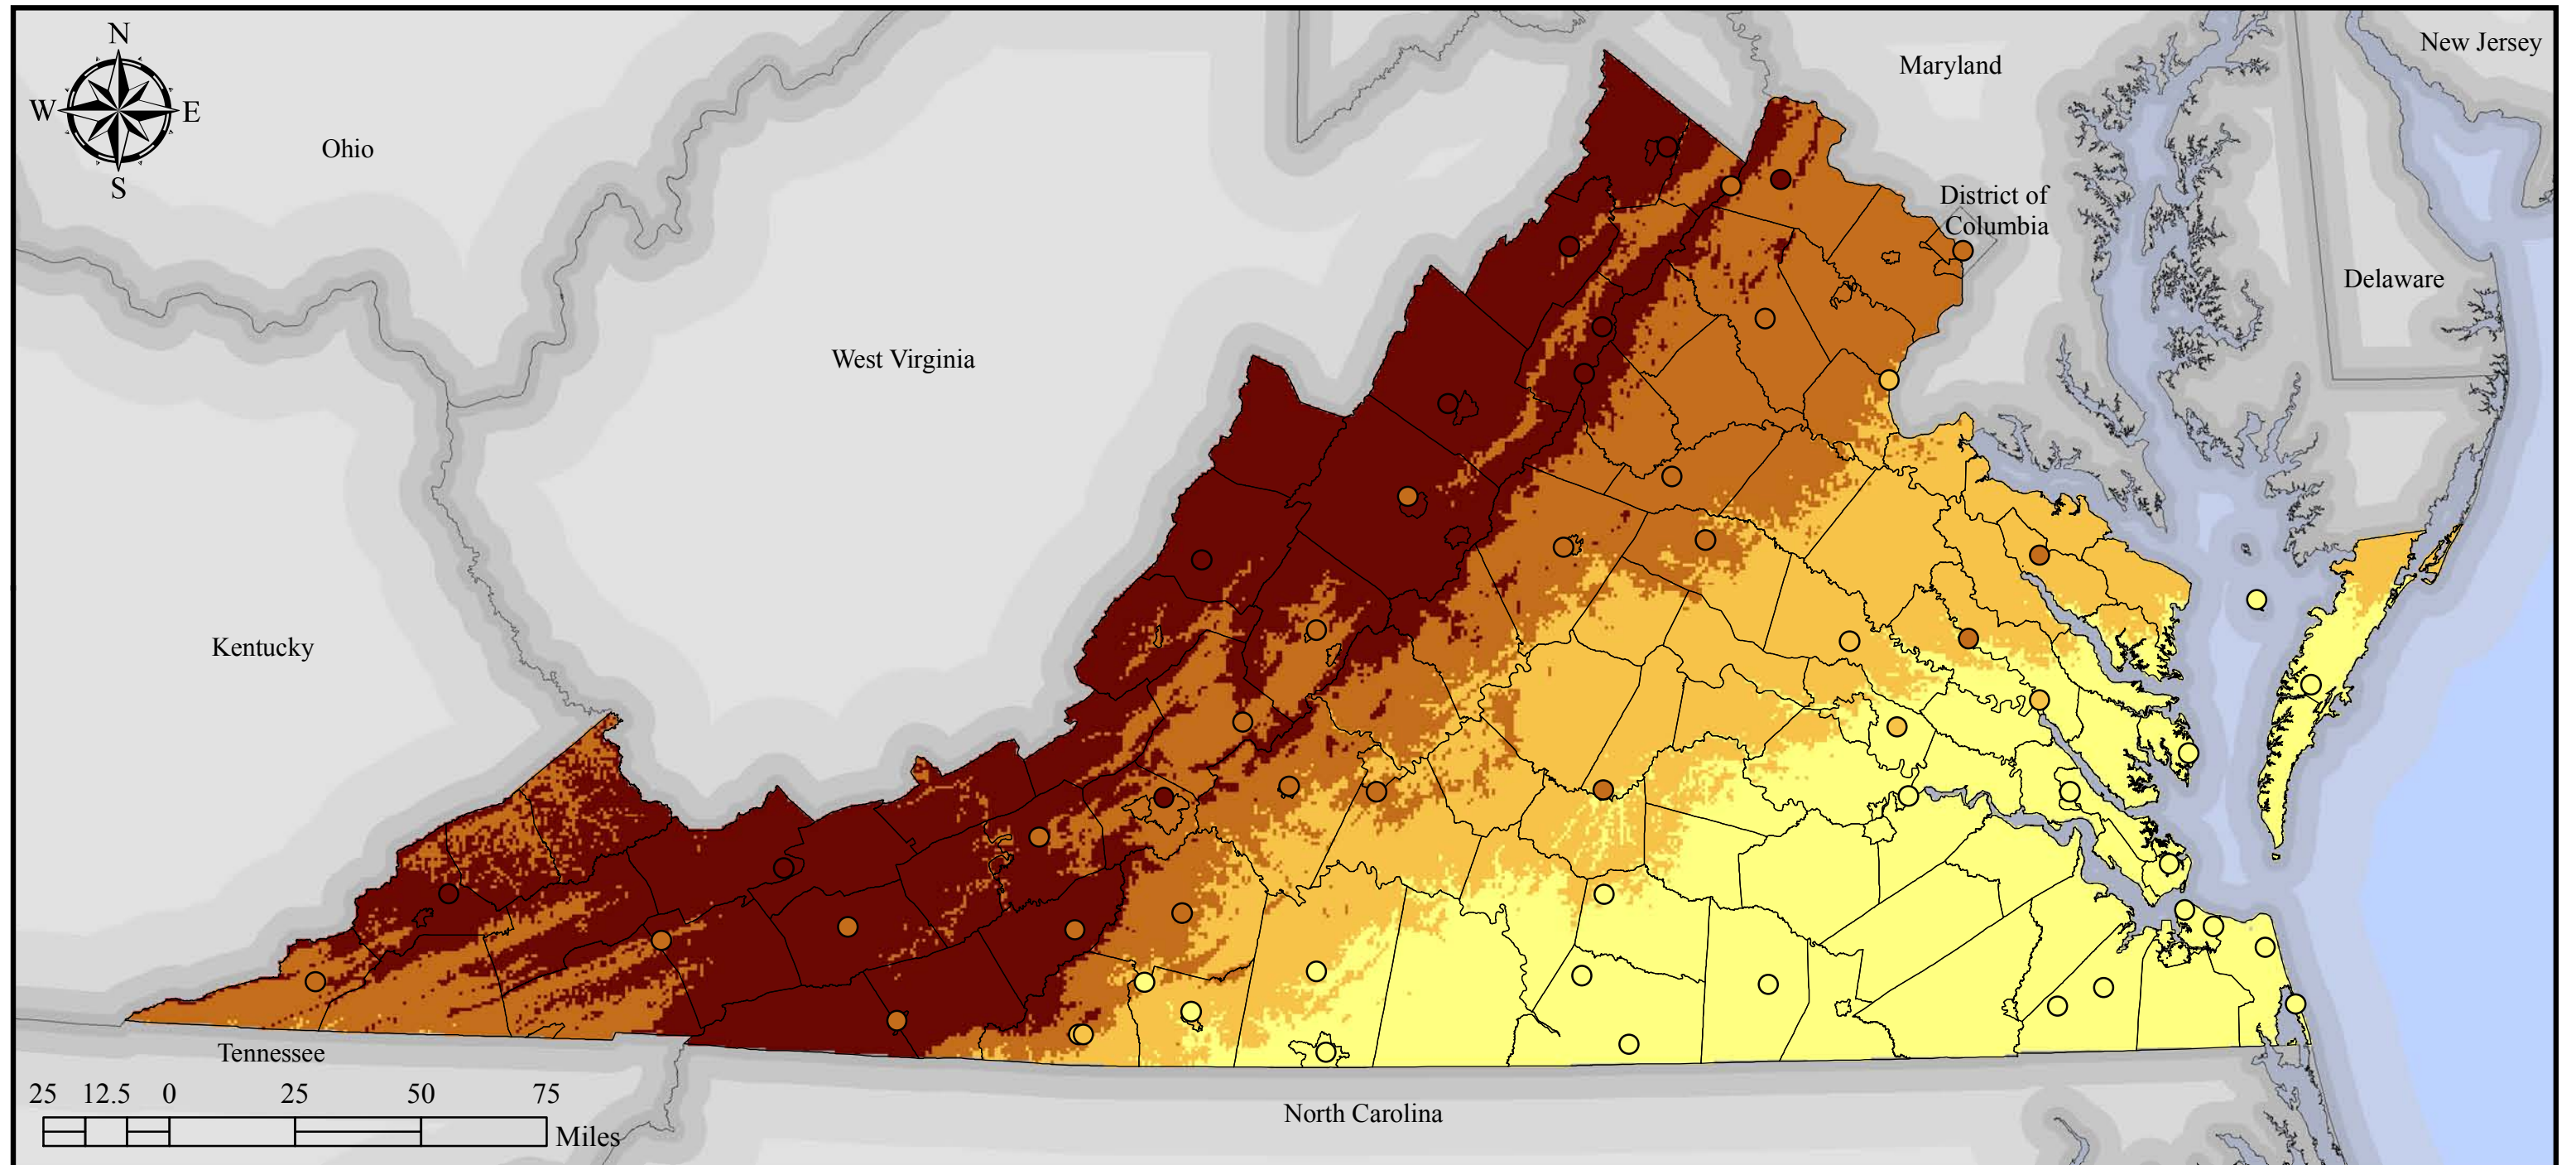 N
New Jersey
Maryland
W
E
Ohio
S
District of
Columbia
Delaware
West Virginia
Kentucky
Tennessee
25 12.5 0 25 50 75
Miles
North Carolina